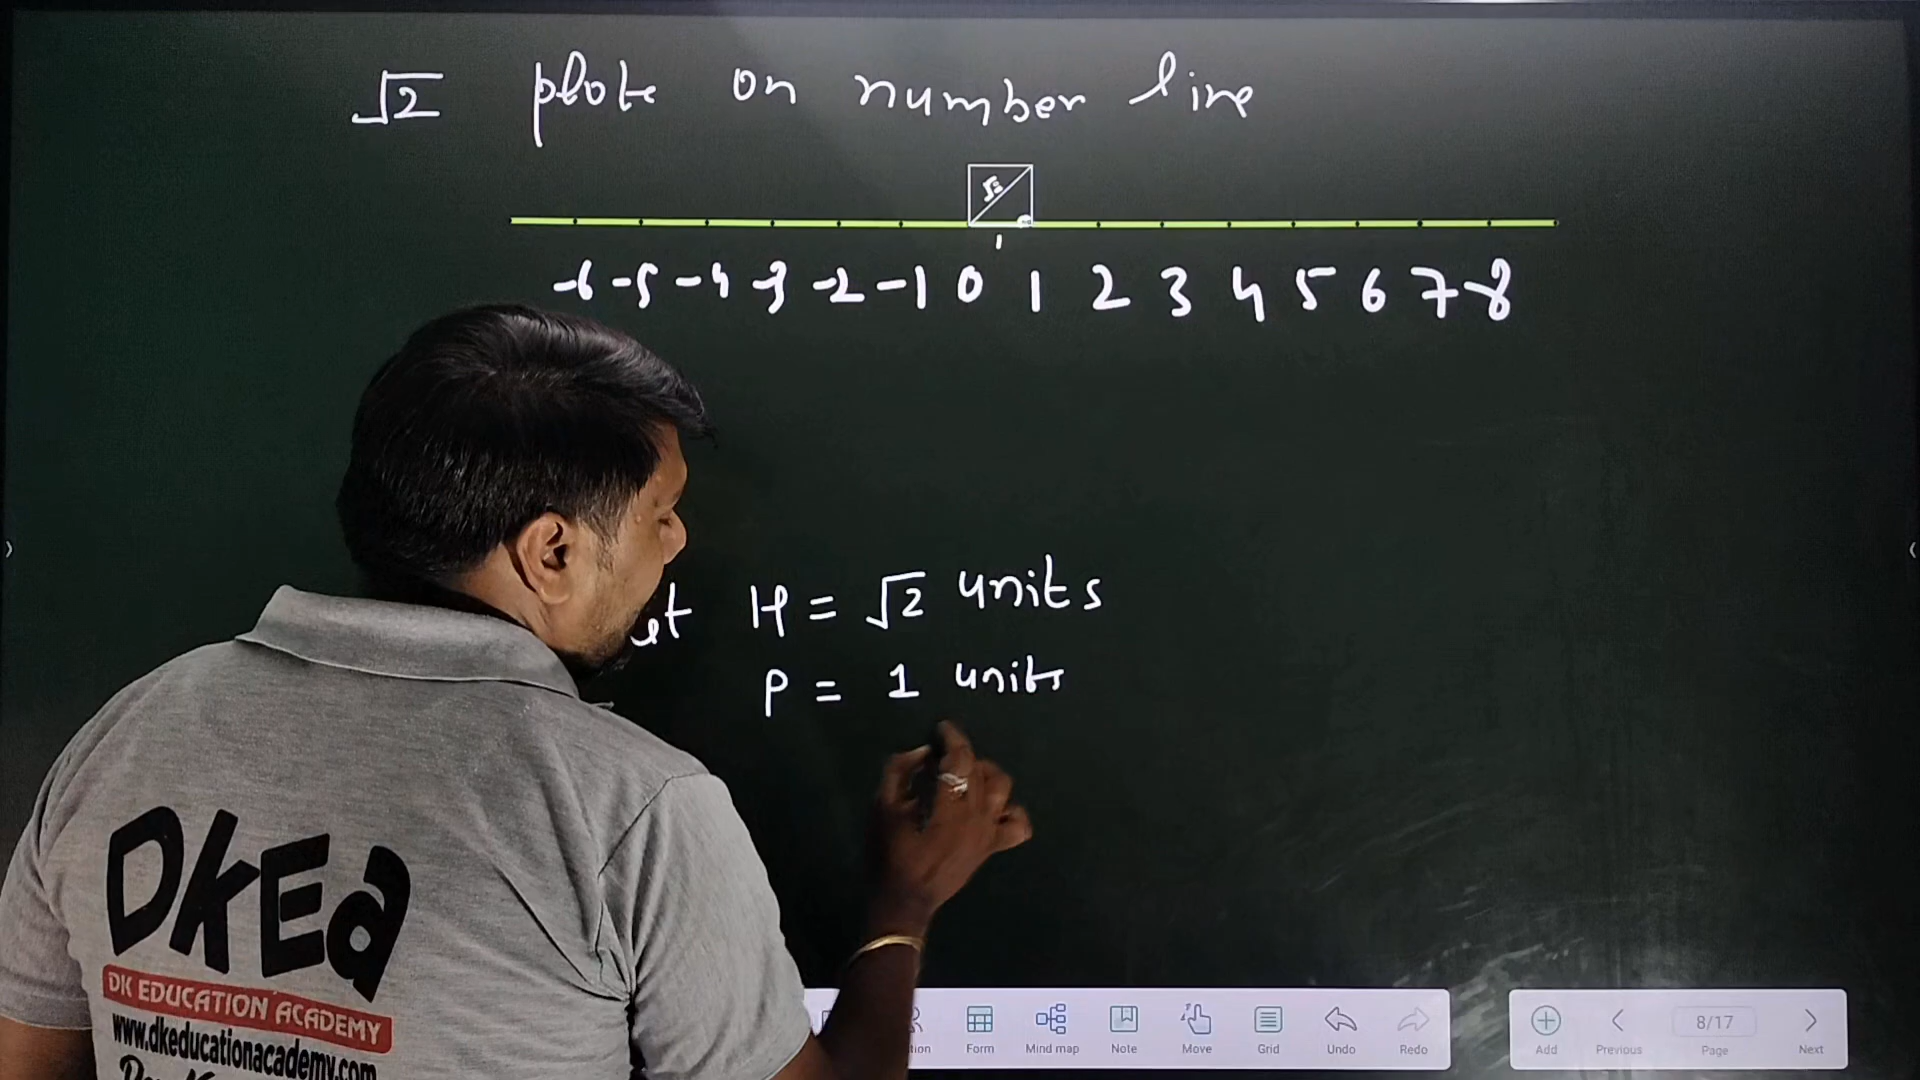 √2 plote on number line
√2
1
-6 -5 -4 -3 -2 -1 0 1 2 3 4 5 6 7 -8
et H = √2 units
P = 1 units
DKEa
DK EDUCATION ACADEMY
www.dkeducationacademy.com
Form Mind map Note Move Grid Undo Redo
Add Previous 8/17 Page Next